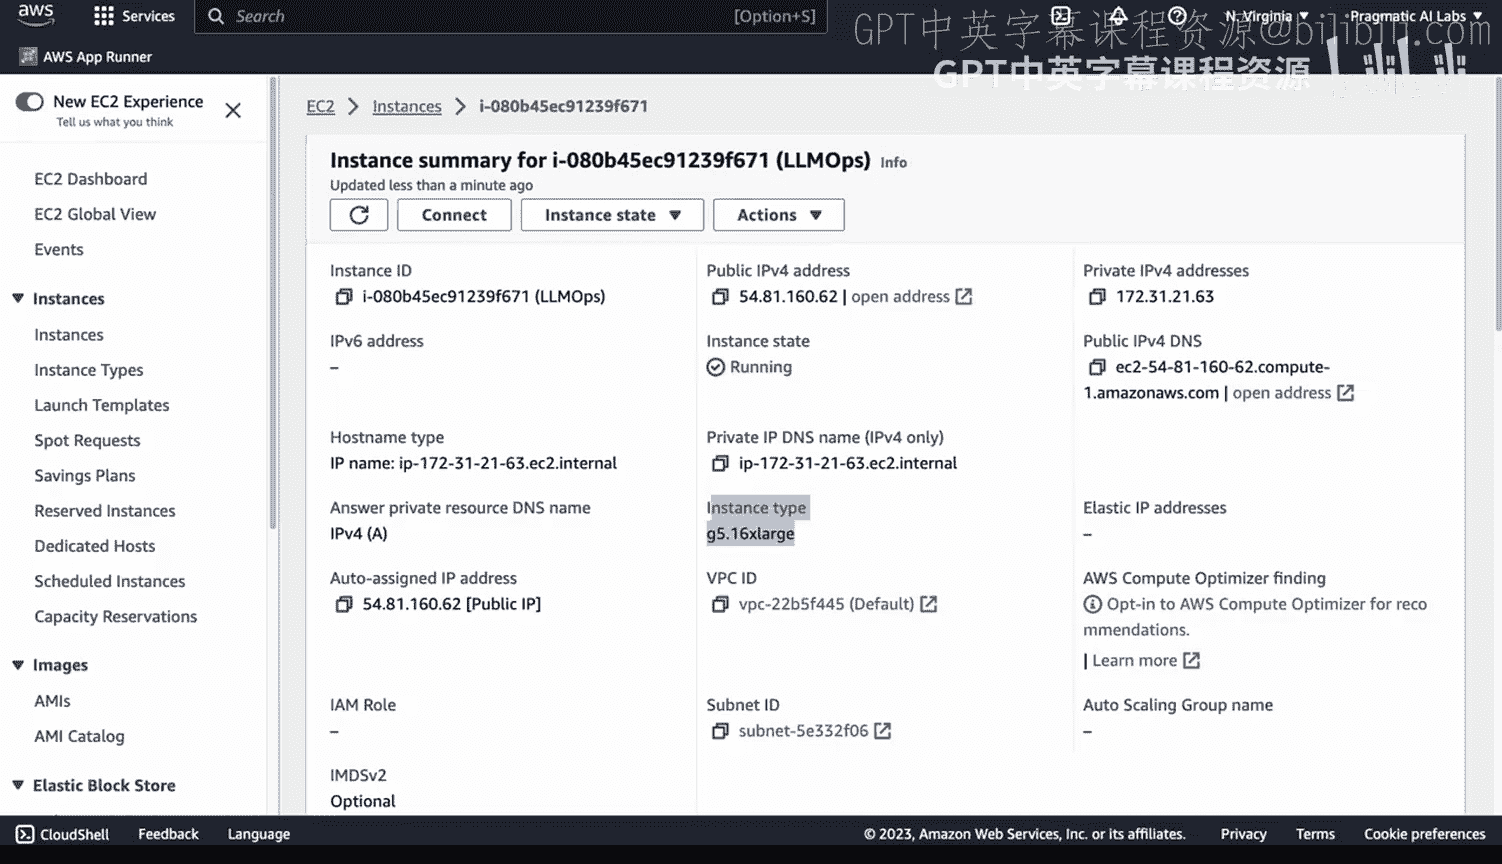 aws
Services
Search
[Option+S]
N. Virginia
Pragmatic AI Labs
GPT中英字幕课程资源@bilibili.com
GPT中英字幕课程资源
AWS App Runner
New EC2 Experience
Tell us what you think
EC2 Dashboard
EC2 Global View
Events
Instances
Instances
Instance Types
Launch Templates
Spot Requests
Savings Plans
Reserved Instances
Dedicated Hosts
Scheduled Instances
Capacity Reservations
Images
AMIs
AMI Catalog
Elastic Block Store
EC2 > Instances > i-080b45ec91239f671
Instance summary for i-080b45ec91239f671 (LLMOps) Info
Updated less than a minute ago
Connect
Instance state
Actions
Instance ID
i-080b45ec91239f671 (LLMOps)
Public IPv4 address
54.81.160.62 | open address
Private IPv4 addresses
172.31.21.63
IPv6 address
–
Instance state
Running
Public IPv4 DNS
ec2-54-81-160-62.compute-
1.amazonaws.com | open address
Hostname type
IP name: ip-172-31-21-63.ec2.internal
Private IP DNS name (IPv4 only)
ip-172-31-21-63.ec2.internal
Answer private resource DNS name
IPv4 (A)
Instance type
g5.16xlarge
Elastic IP addresses
–
Auto-assigned IP address
54.81.160.62 [Public IP]
VPC ID
vpc-22b5f445 (Default)
AWS Compute Optimizer finding
Opt-in to AWS Compute Optimizer for reco
mmendations.
| Learn more
IAM Role
–
Subnet ID
subnet-5e332f06
Auto Scaling Group name
–
IMDSv2
Optional
CloudShell
Feedback
Language
© 2023, Amazon Web Services, Inc. or its affiliates.
Privacy
Terms
Cookie preferences